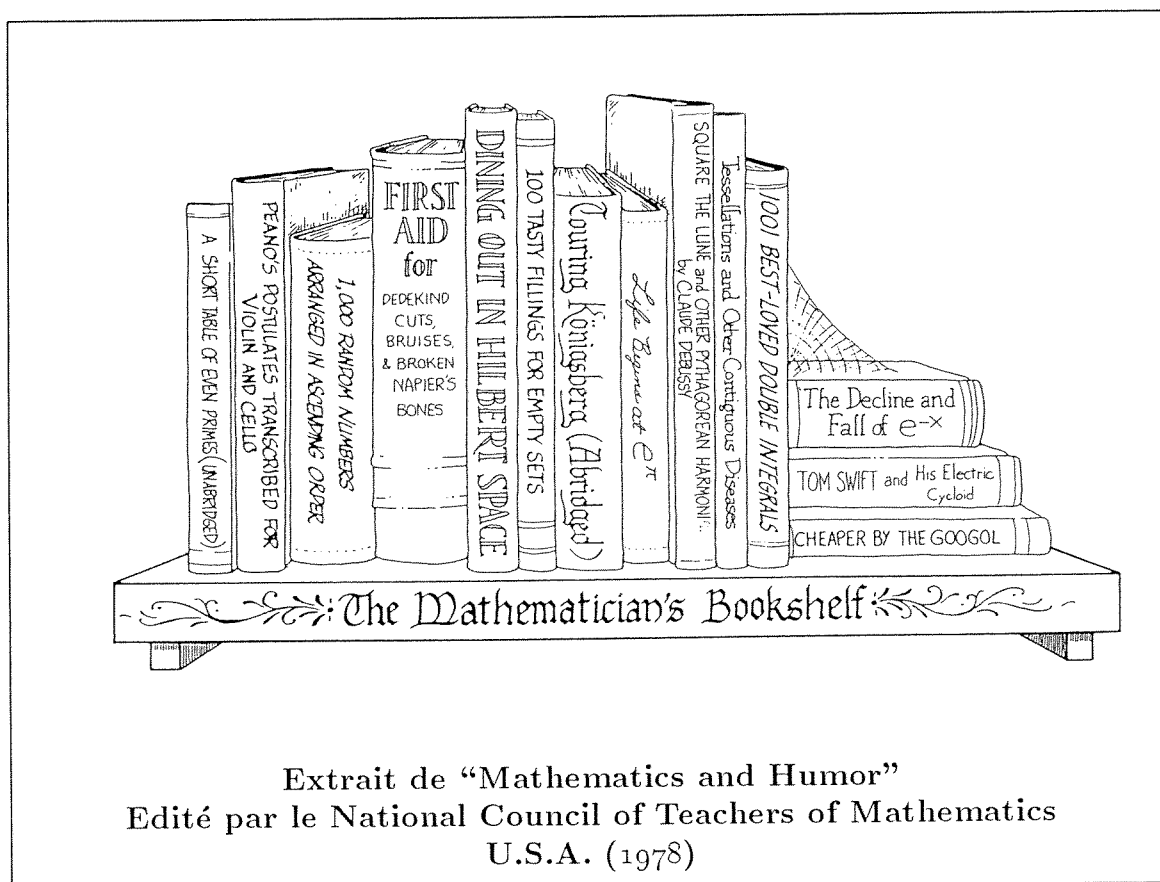 A SHORT TABLE OF EVEN PRIMES (UNABRIDGED)
PEANO'S POSTULATES TRANSCRIBED FOR
VIOLIN AND CELLO
1,000 RANDOM NUMBERS
ARRANGED IN ASCENDING ORDER
FIRST
AID
for
DEDEKIND
CUTS,
BRUISES,
& BROKEN
NAPIER'S
BONES
DINING OUT IN HILBERT SPACE
100 TASTY FILLINGS FOR EMPTY SETS
Touring Königsberg (Abridged)
Life Begins at e^π
SQUARE THE LUNE and OTHER PYTHAGOREAN
by CLAUDE DEBUSSY
Tessellations and Other Contiguous Diseases
1001 BEST-LOVED DOUBLE INTEGRALS
The Decline and
Fall of e^-x
TOM SWIFT and His Electric
Cycloid
CHEAPER BY THE GOOGOL
The Mathematician's Bookshelf
Extrait de “Mathematics and Humor”
Edité par le National Council of Teachers of Mathematics
U.S.A. (1978)